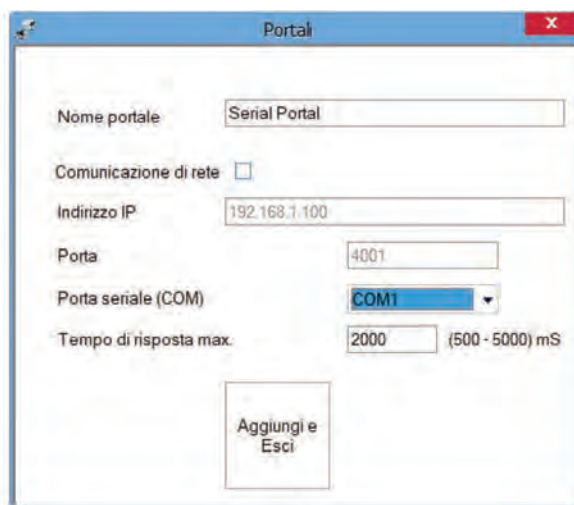 Portali
Nome portale Serial Portal
Comunicazione di rete
Indirizzo IP 192.168.1.100
Porta 4001
Porta seriale (COM) COM1
Tempo di risposta max. 2000 (500 - 5000) mS
Aggiungi e
Esci